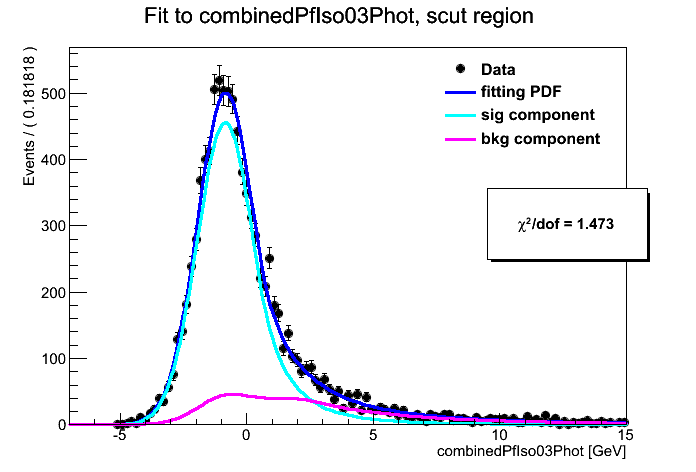 Fit to combinedPfIso03Phot, scut region
Events / ( 0.181818 )
500
400
300
200
100
0
Data
fitting PDF
sig component
bkg component
χ²/dof = 1.473
-5
0
5
10
15
combinedPfIso03Phot [GeV]